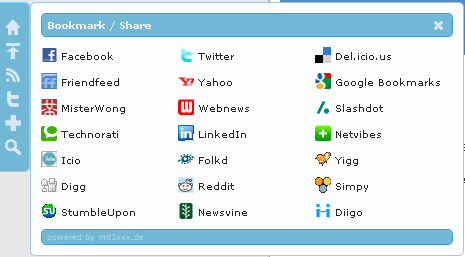 Bookmark / Share
Facebook Twitter Del.icio.us
Friendfeed Yahoo Google Bookmarks
MisterWong Webnews Slashdot
Technorati LinkedIn Netvibes
Icio Folkd Yigg
Digg Reddit Simpy
StumbleUpon Newsvine Diigo
powered by mit3xxx.de